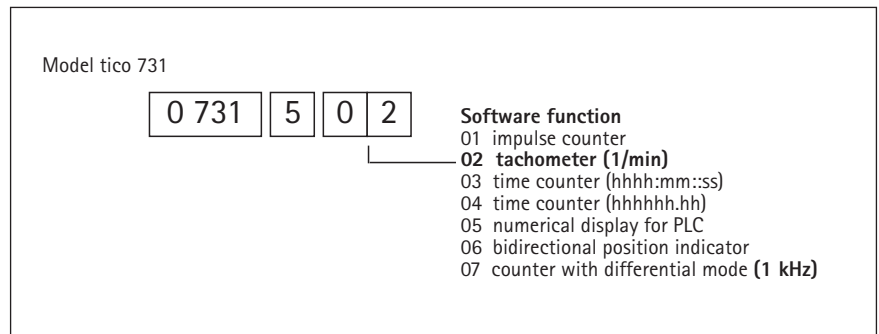 Model tico 731
0 731 5 0 2
Software function
01 impulse counter
02 tachometer (1/min)
03 time counter (hhhh:mm::ss)
04 time counter (hhhhhh.hh)
05 numerical display for PLC
06 bidirectional position indicator
07 counter with differential mode (1 kHz)